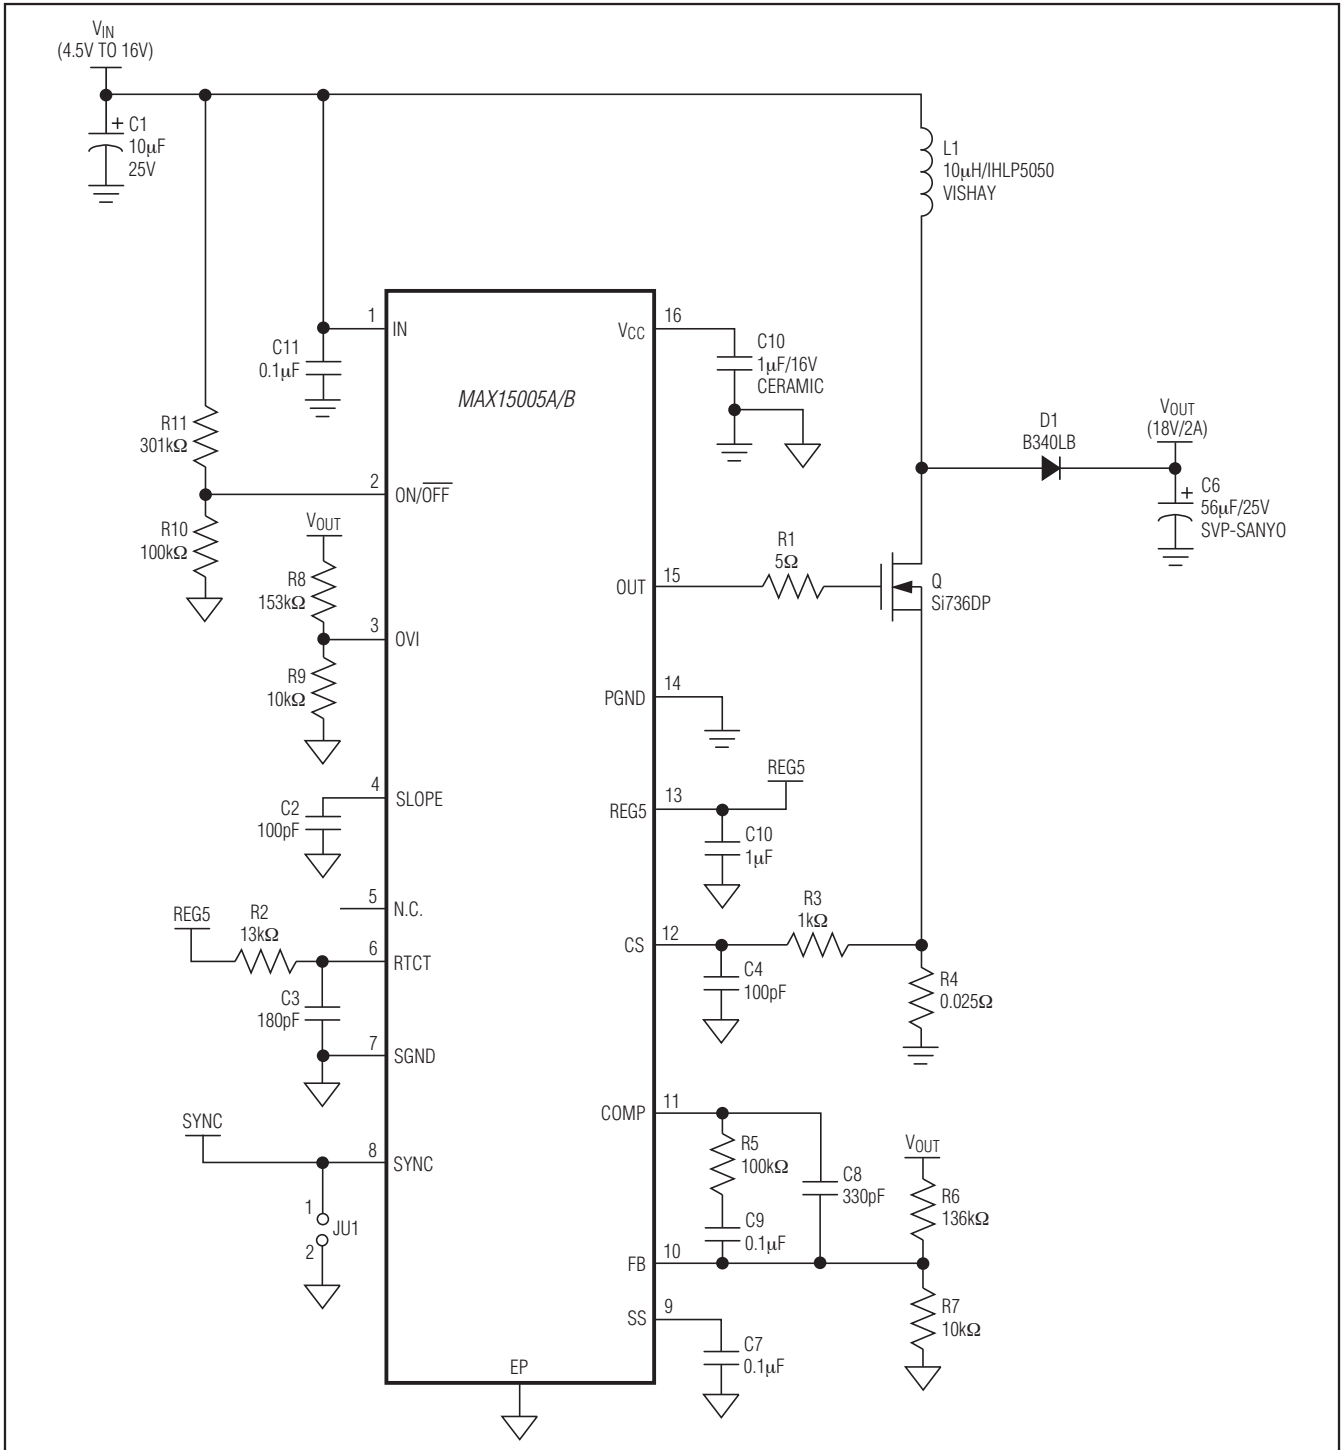 VIN
(4.5V TO 16V)
+ C1
10µF
25V
L1
10µH/IHLP5050
VISHAY
1
IN
C11
0.1µF
MAX15005A/B
VCC
16
C10
1µF/16V
CERAMIC
R11
301kΩ
2
ON/OFF
R10
100kΩ
D1
B340LB
VOUT
(18V/2A)
+ C6
56µF/25V
SVP-SANYO
VOUT
R8
153kΩ
3
OVI
R9
10kΩ
OUT
15
R1
5Ω
Q
Si736DP
PGND
14
4
SLOPE
C2
100pF
REG5
REG5
13
C10
1µF
5
N.C.
REG5
R2
13kΩ
6
RTCT
C3
180pF
7
SGND
CS
12
R3
1kΩ
C4
100pF
R4
0.025Ω
SYNC
8
SYNC
1
JU1
2
COMP
11
R5
100kΩ
C8
330pF
C9
0.1µF
VOUT
R6
136kΩ
FB
10
R7
10kΩ
SS
9
C7
0.1µF
EP